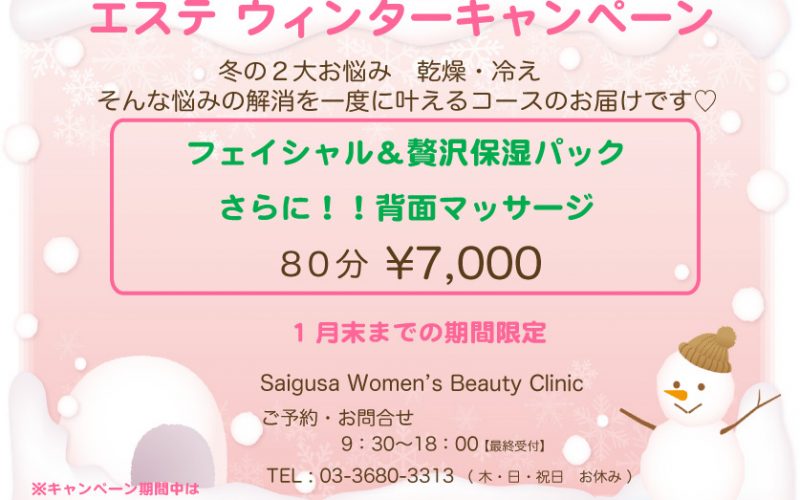 エステ ウィンターキャンペーン
冬の２大お悩み　乾燥・冷え
そんな悩みの解消を一度に叶えるコースのお届けです♡
フェイシャル＆贅沢保湿パック
さらに！！背面マッサージ
８０分 ¥7,000
１月末までの期間限定
Saigusa Women’s Beauty Clinic
ご予約・お問合せ
９：30〜18：00【最終受付】
TEL：03-3680-3313（ 木・日・祝日　お休み ）
※キャンペーン期間中は